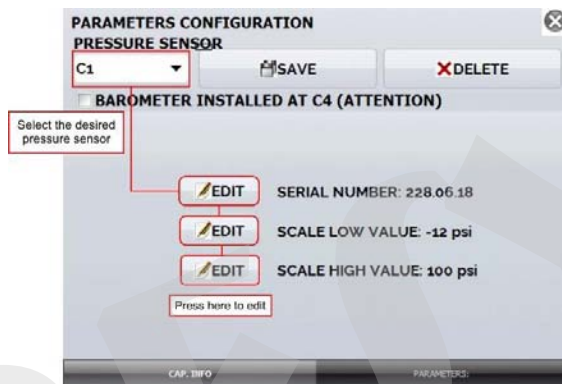 PARAMETERS CONFIGURATION
PRESSURE SENSOR
C1 SAVE DELETE
BAROMETER INSTALLED AT C4 (ATTENTION)
Select the desired
pressure sensor
EDIT SERIAL NUMBER: 228.06.18
EDIT SCALE LOW VALUE: -12 psi
EDIT SCALE HIGH VALUE: 100 psi
Press here to edit
CAP. INFO PARAMETERS: